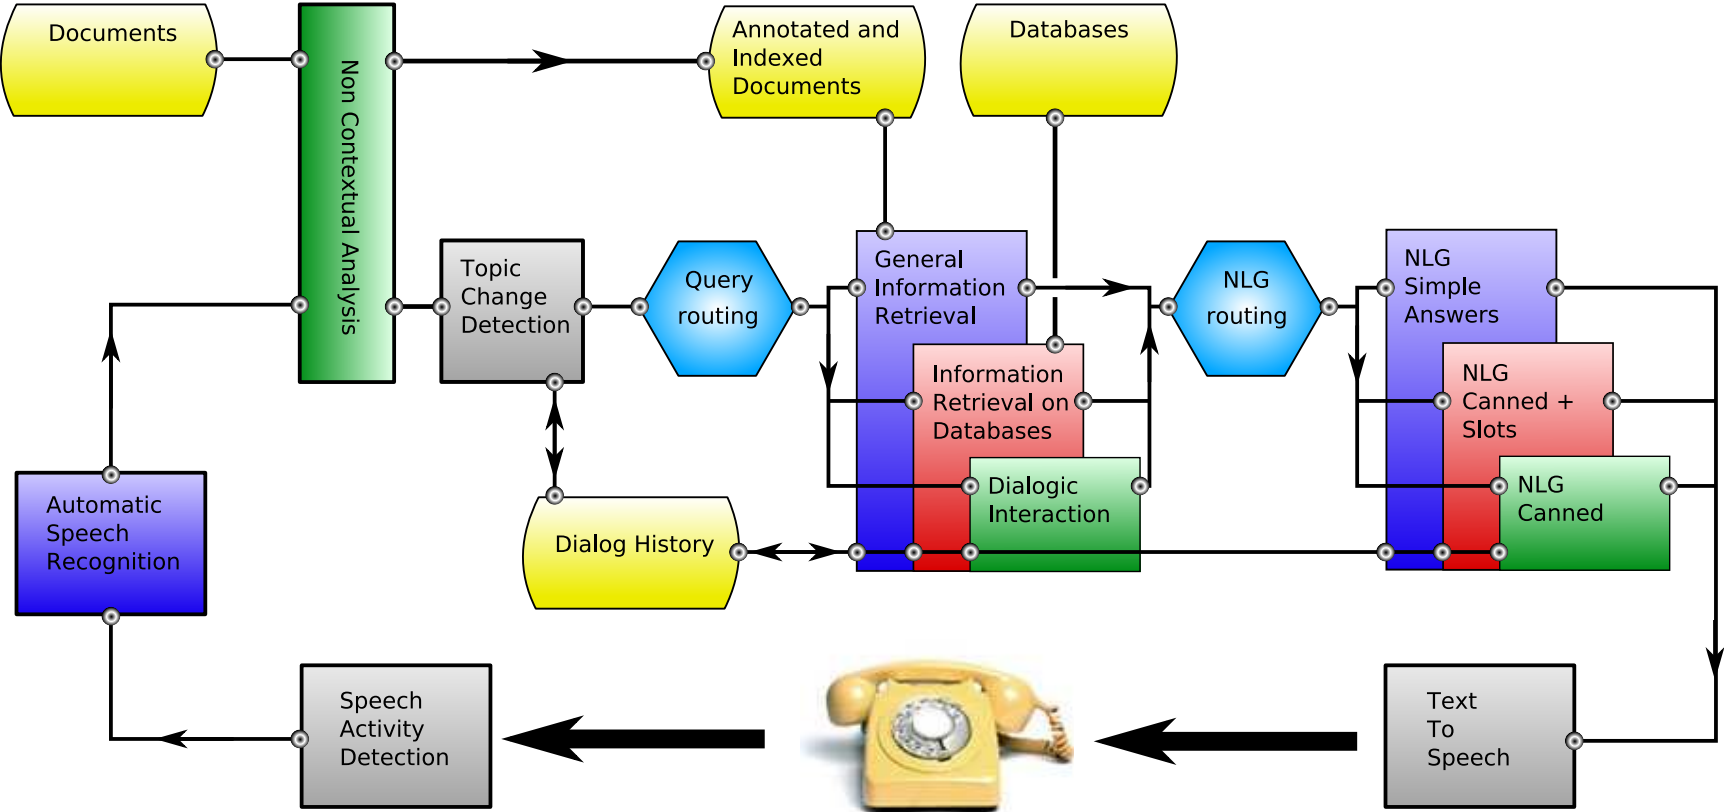 Documents
Non Contextual Analysis
Annotated and
Indexed
Documents
Databases
Topic
Change
Detection
Query
routing
General
Information
Retrieval
Information
Retrieval on
Databases
Dialogic
Interaction
NLG
routing
NLG
Simple
Answers
NLG
Canned +
Slots
NLG
Canned
Automatic
Speech
Recognition
Dialog History
Speech
Activity
Detection
Text
To
Speech